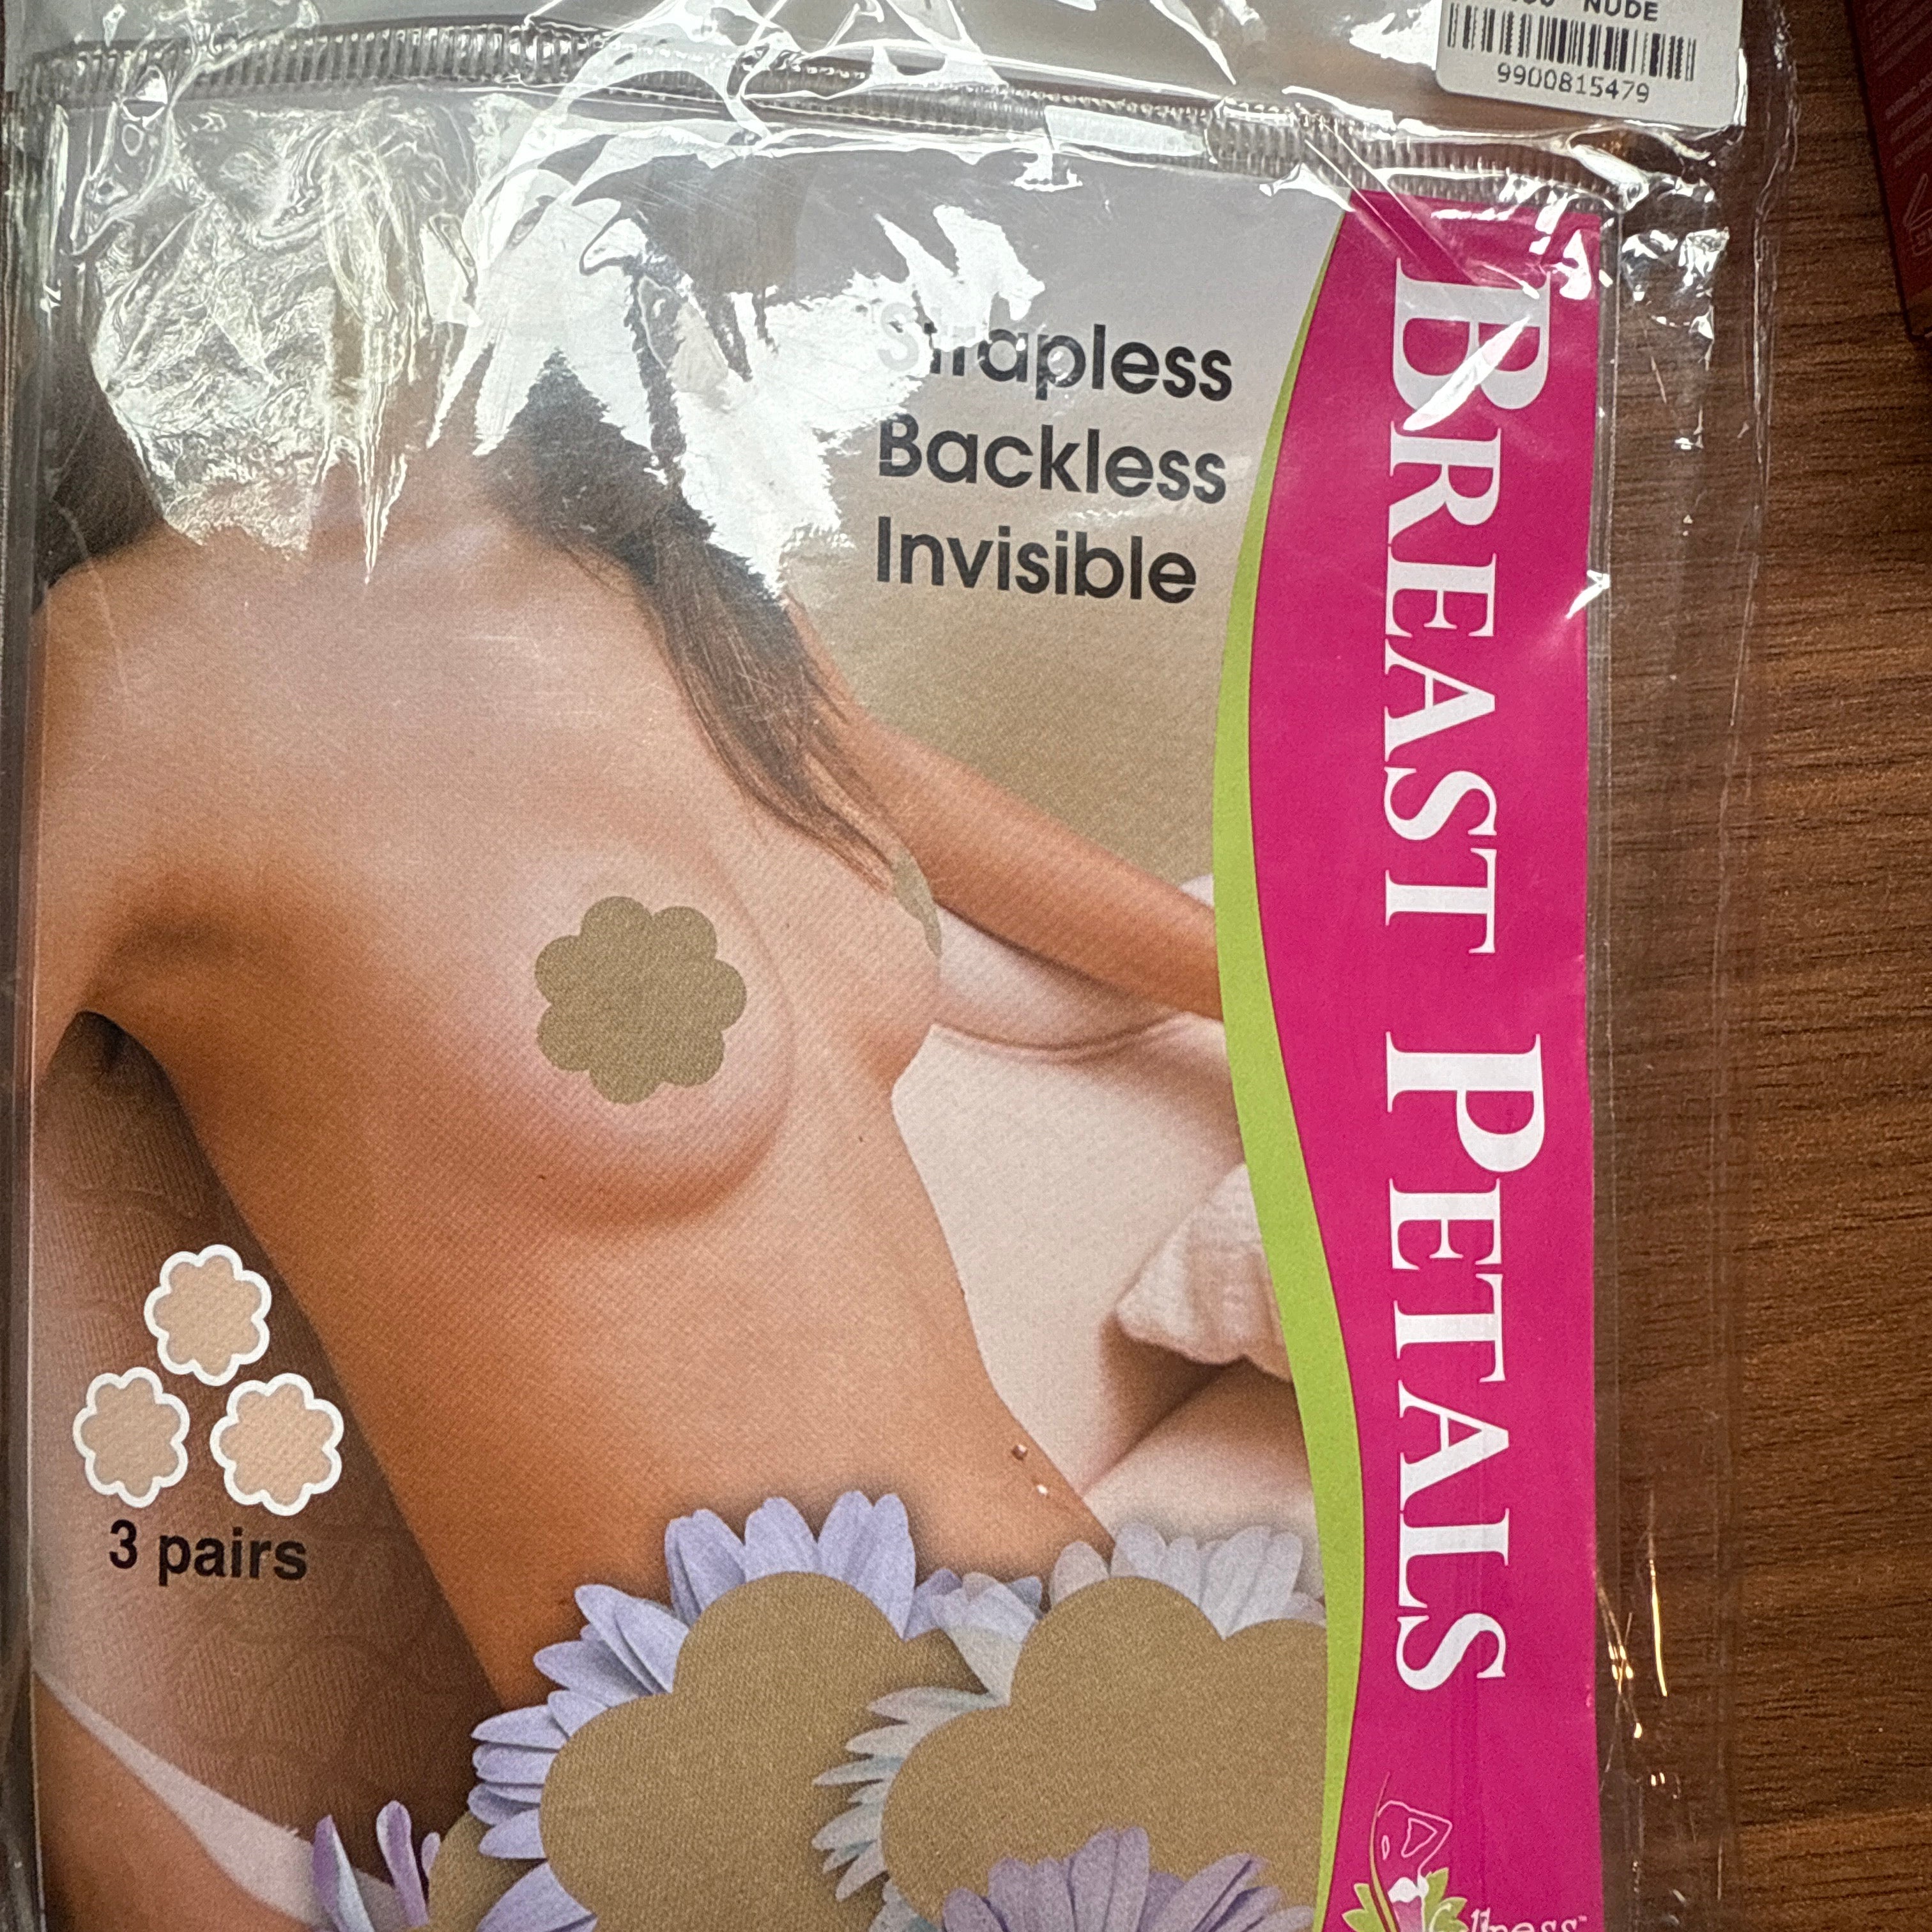 NUDE
9900815479
Strapless
Backless
Invisible
BREAST PETALS
3 pairs